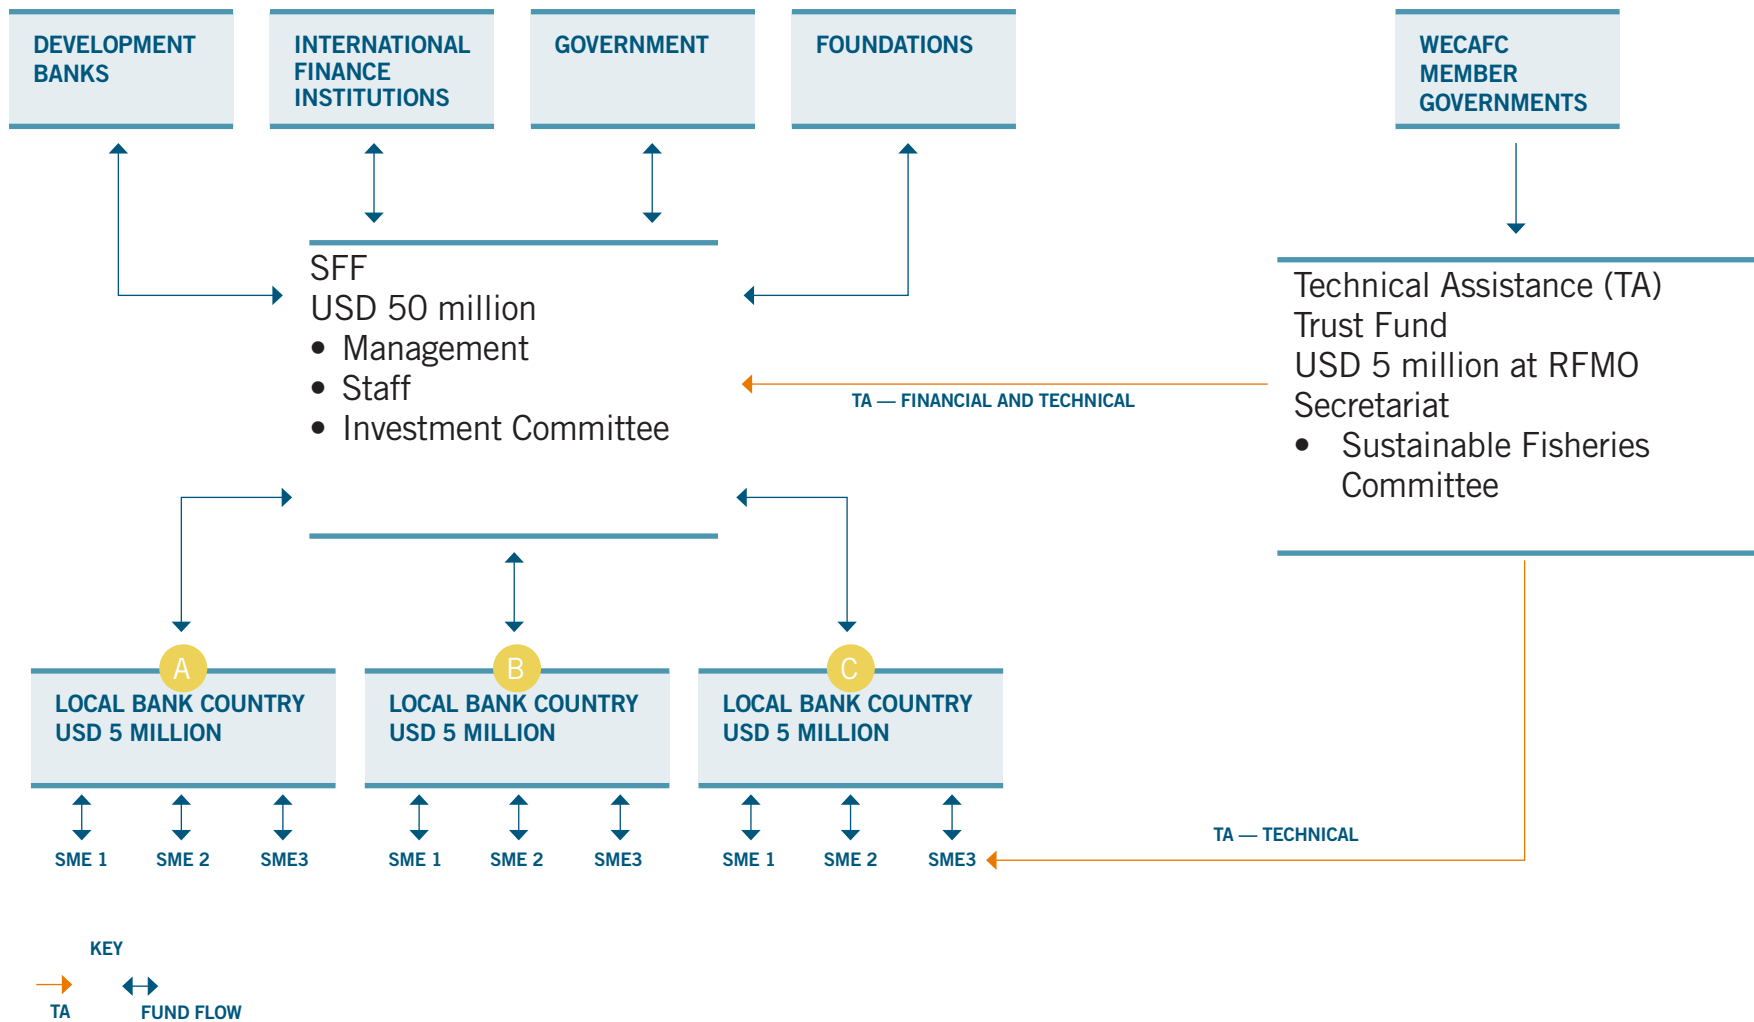 DEVELOPMENT
BANKS
INTERNATIONAL
FINANCE
INSTITUTIONS
GOVERNMENT
FOUNDATIONS
WECAFC
MEMBER
GOVERNMENTS
SFF
USD 50 million
• Management
• Staff
• Investment Committee
TA — FINANCIAL AND TECHNICAL
Technical Assistance (TA)
Trust Fund
USD 5 million at RFMO
Secretariat
• Sustainable Fisheries
Committee
A
LOCAL BANK COUNTRY
USD 5 MILLION
B
LOCAL BANK COUNTRY
USD 5 MILLION
C
LOCAL BANK COUNTRY
USD 5 MILLION
SME 1 SME 2 SME3
SME 1 SME 2 SME3
SME 1 SME 2 SME3
TA — TECHNICAL
KEY
TA
FUND FLOW